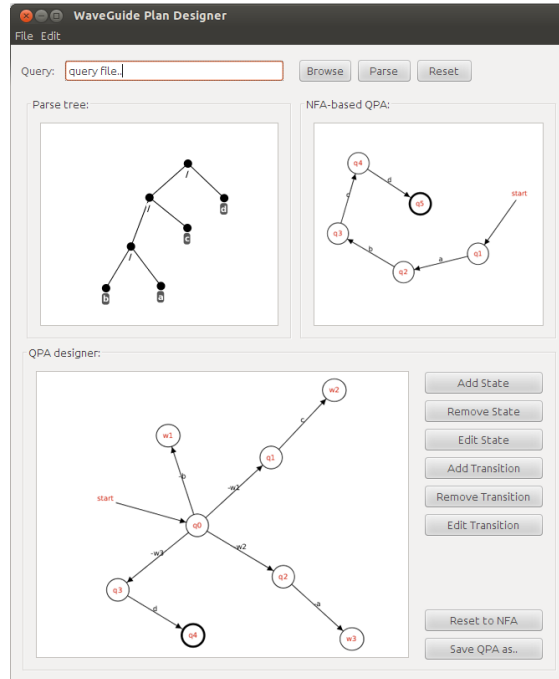 WaveGuide Plan Designer
File Edit
Query: query file.. Browse Parse Reset
Parse tree:
/
/
d
c
/
b
a
NFA-based QPA:
q4
d
start
q5
c
q3
b
a
q1
q2
QPA designer:
w2
c
w1
q1
-b
-w1
start
q0
-w3
-w2
q2
q3
-a
d
q4
w3
Add State
Remove State
Edit State
Add Transition
Remove Transition
Edit Transition
Reset to NFA
Save QPA as..